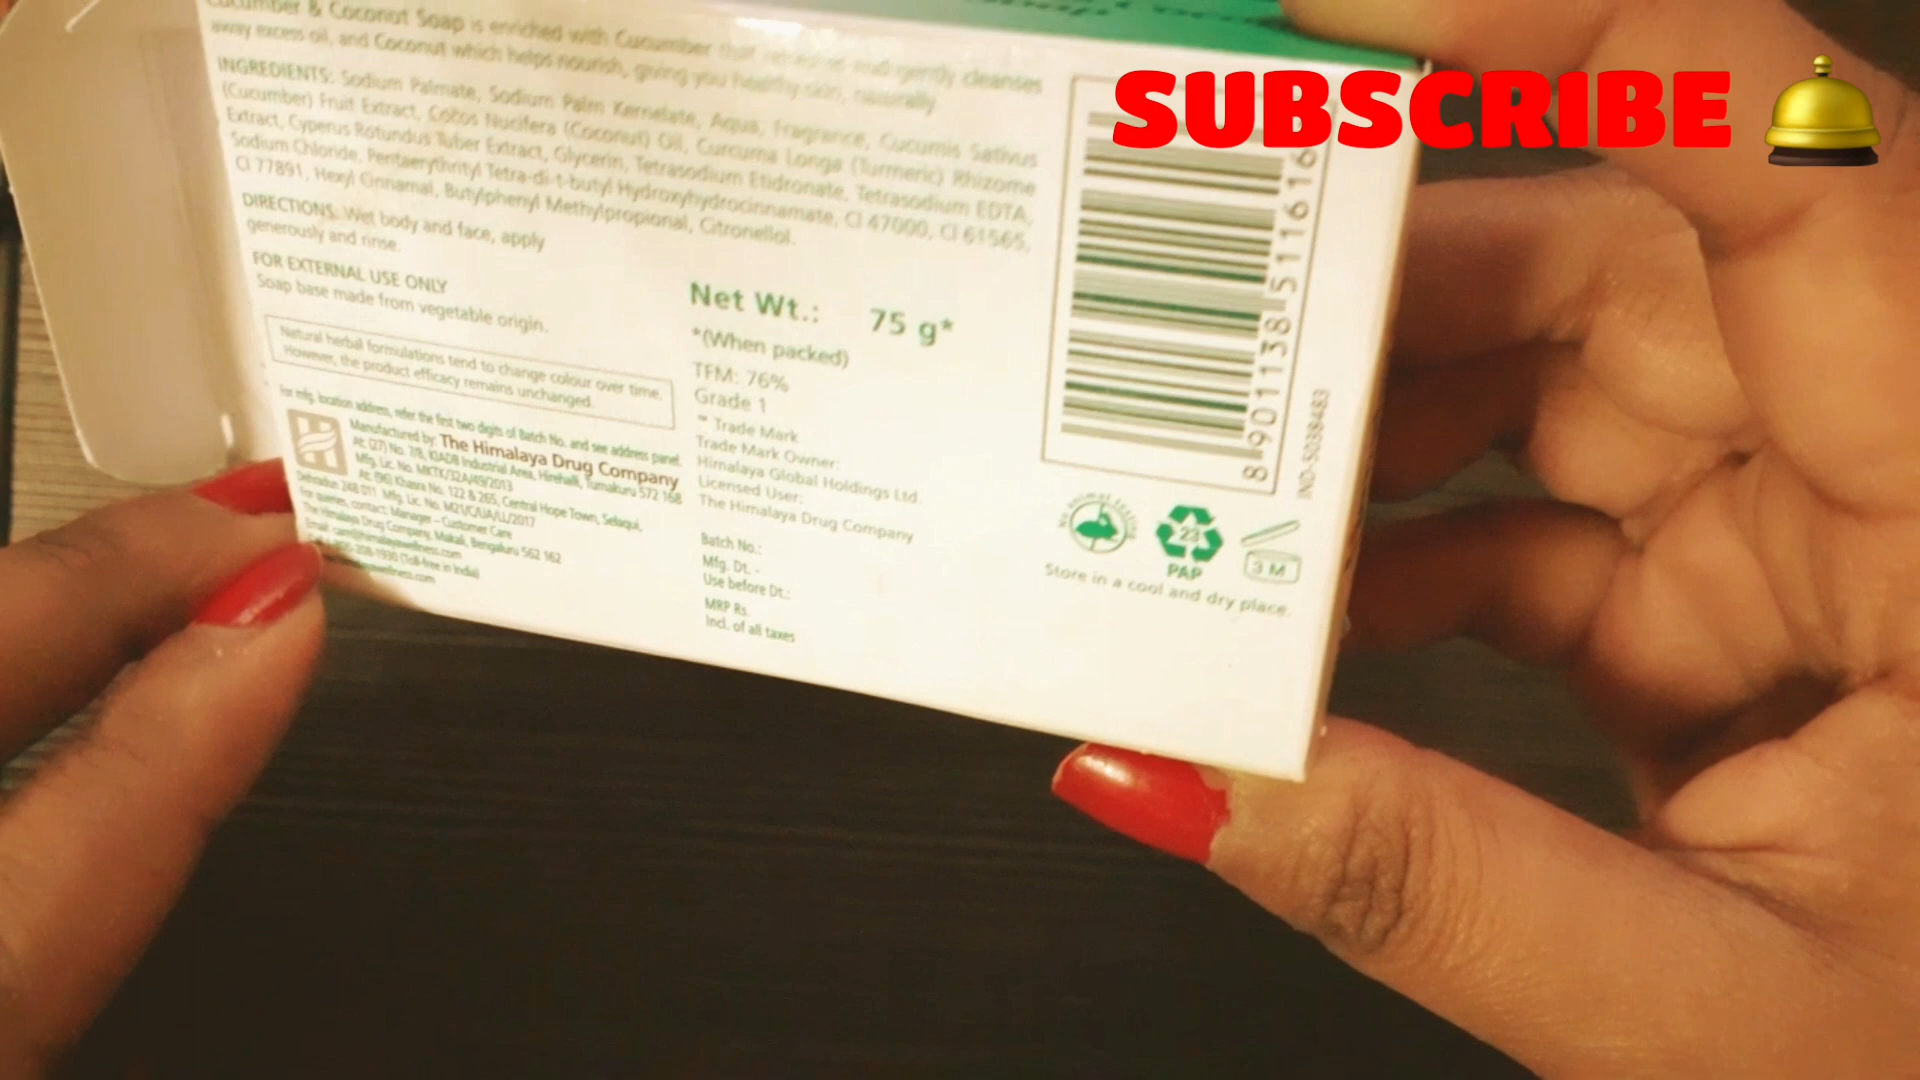 Cucumber & Coconut Soap is enriched with Cucumber that refreshes and gently cleanses
away excess oil, and Coconut which helps nourish, giving you healthy skin, naturally
INGREDIENTS: Sodium Palmate, Sodium Palm Kernelate, Aqua, Fragrance, Cucumis Sativus
(Cucumber) Fruit Extract, Cocos Nucifera (Coconut) Oil, Curcuma Longa (Turmeric) Rhizome
Extract, Cyperus Rotundus Tuber Extract, Glycerin, Tetrasodium Etidronate, Tetrasodium EDTA,
Sodium Chloride, Pentaerythrityl Tetra-di-t-butyl Hydroxyhydrocinnamate, CI 47000, CI 61565,
CI 77891, Hexyl Cinnamal, Butylphenyl Methylpropional, Citronellol.
DIRECTIONS: Wet body and face, apply
generously and rinse.
FOR EXTERNAL USE ONLY
Soap base made from vegetable origin.
Natural herbal formulations tend to change colour over time.
However, the product efficacy remains unchanged.
For mfg. location address, refer the first two digits of Batch No. and see address panel.
Manufactured by: The Himalaya Drug Company
At: (27) No. 7/8, KIADB Industrial Area, Hirehalli, Tumakuru 572 168
Mfg. Lic. No. MKTK/32A/49/2013
At: (96) Khasra No. 122 & 265, Central Hope Town, Selaqui,
Dehradun 248 011 Mfg. Lic. No. M21/C/UA/LL/2017
For queries, contact: Manager - Customer Care
The Himalaya Drug Company, Makali, Bengaluru 562 162
Email:
(Toll-free in India)
Net Wt.: 75 g*
*(When packed)
TFM: 76%
Grade 1
™ Trade Mark
Trade Mark Owner:
Himalaya Global Holdings Ltd
Licensed User:
The Himalaya Drug Company
Batch No.:
Mfg. Dt. -
Use before Dt.:
MRP Rs.
Incl. of all taxes
SUBSCRIBE
8 901138 511616
IND-5038483
No Animal Testing
23
PAP
3 M
Store in a cool and dry place.